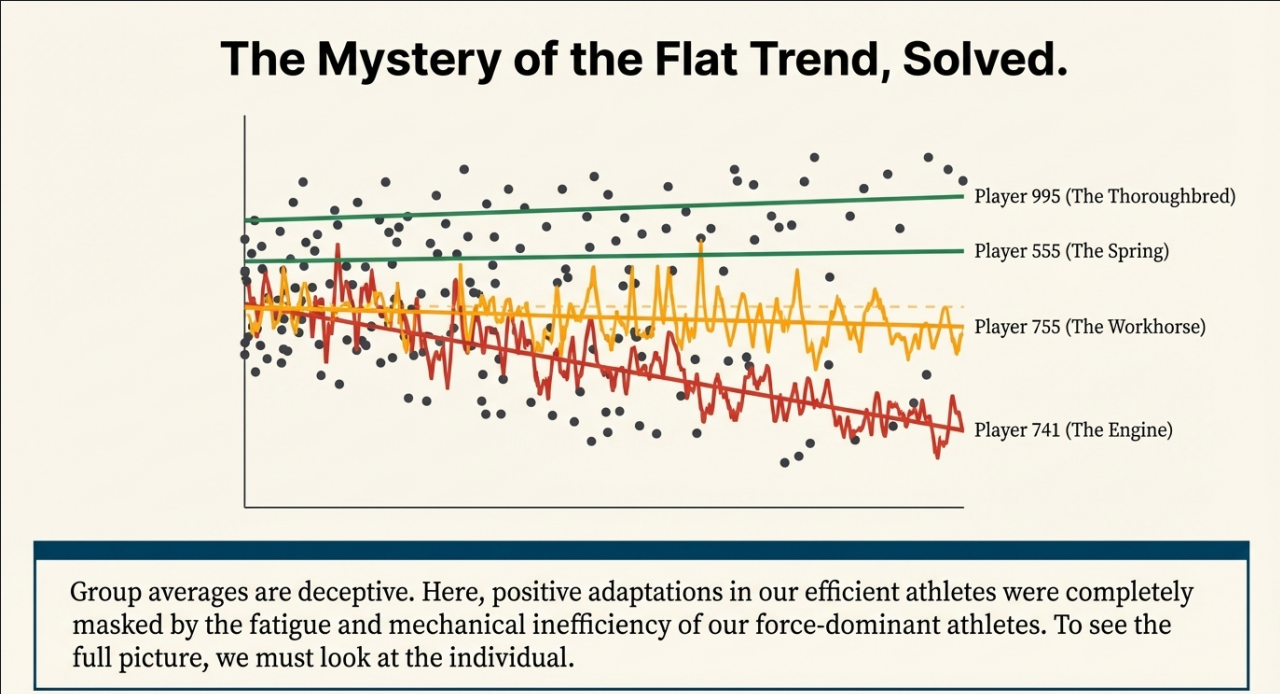 The Mystery of the Flat Trend, Solved.
Player 995 (The Thoroughbred)
Player 555 (The Spring)
Player 755 (The Workhorse)
Player 741 (The Engine)
Group averages are deceptive. Here, positive adaptations in our efficient athletes were completely
masked by the fatigue and mechanical inefficiency of our force-dominant athletes. To see the
full picture, we must look at the individual.